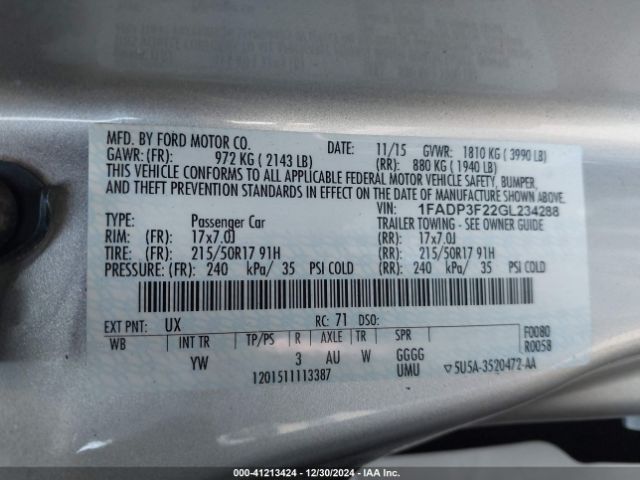 MFD. BY FORD MOTOR CO.
DATE: 11/15 GVWR: 1810 KG ( 3990 LB)
GAWR: (FR): 972 KG ( 2143 LB) (RR): 880 KG ( 1940 LB)
THIS VEHICLE CONFORMS TO ALL APPLICABLE FEDERAL MOTOR VEHICLE SAFETY, BUMPER,
AND THEFT PREVENTION STANDARDS IN EFFECT ON THE DATE OF MANUFACTURE SHOWN ABOVE.
VIN: 1FADP3F22GL234288
TYPE: Passenger Car TRAILER TOWING - SEE OWNER GUIDE
RIM: (FR): 17x7.0J (RR): 17x7.0J
TIRE: (FR): 215/50R17 91H (RR): 215/50R17 91H
PRESSURE: (FR): 240 kPa/ 35 PSI COLD (RR): 240 kPa/ 35 PSI COLD
EXT PNT: UX RC: 71 DSO: F0080
WB INT TR TP/PS R AXLE TR SPR R0058
YW 3 AU W GGGG
UMU
1201511113387
▽5U5A-3520472-AA
000-41213424 - 12/30/2024 - IAA Inc.